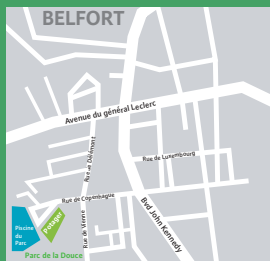 BELFORT
Avenue du général Leclerc
Rue de Délémont
Rue de Luxembourg
Rue de Copenhague
Bvd John Kennedy
Rue de Vienne
Potager
Piscine
du
Parc
Parc de la Douce